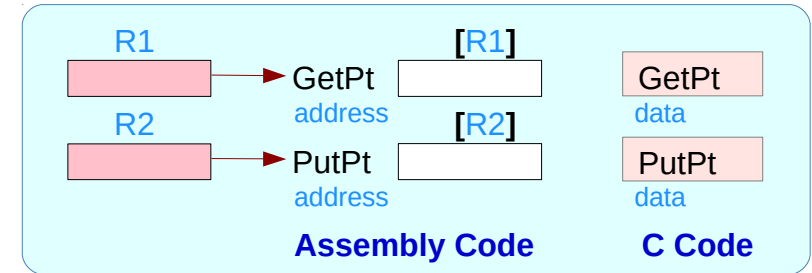 R1 [R1]
GetPt GetPt
address data
R2 [R2]
PutPt PutPt
address data
Assembly Code C Code